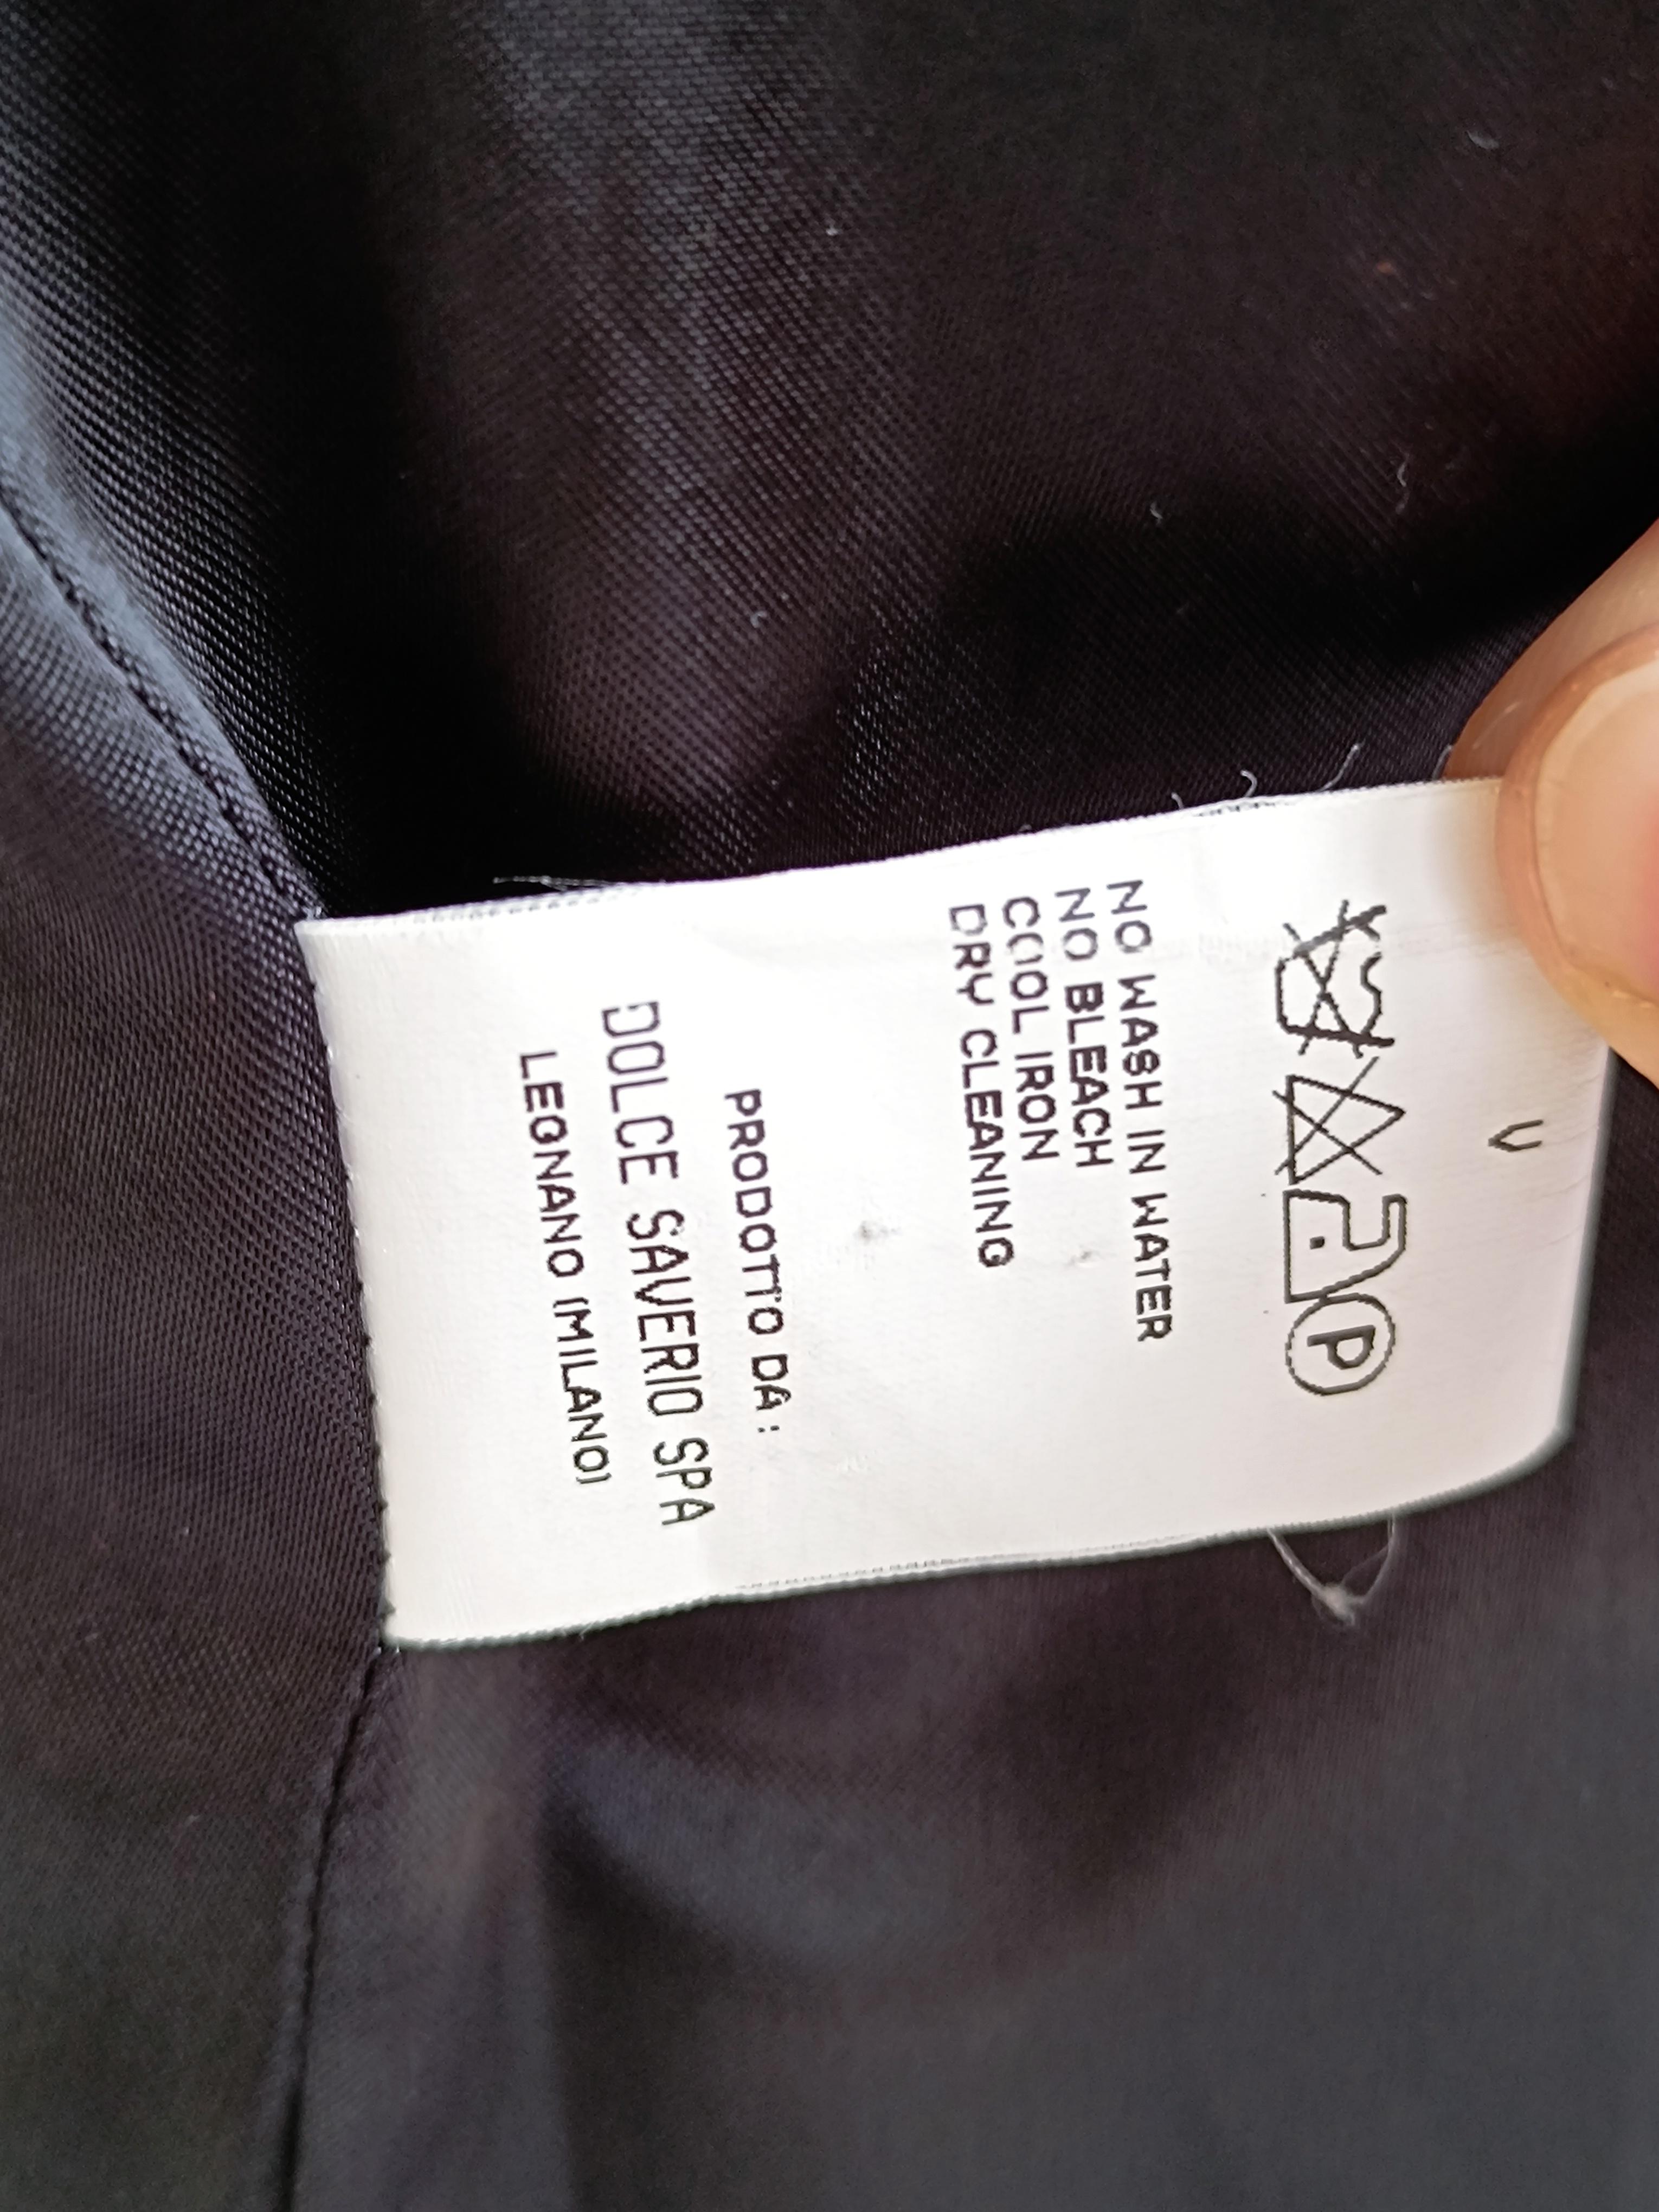 U
P
NO WASH IN WATER
NO BLEACH
COOL IRON
DRY CLEANING
PRODOTTO DA:
DOLCE SAVERIO SPA
LEGNANO (MILANO)